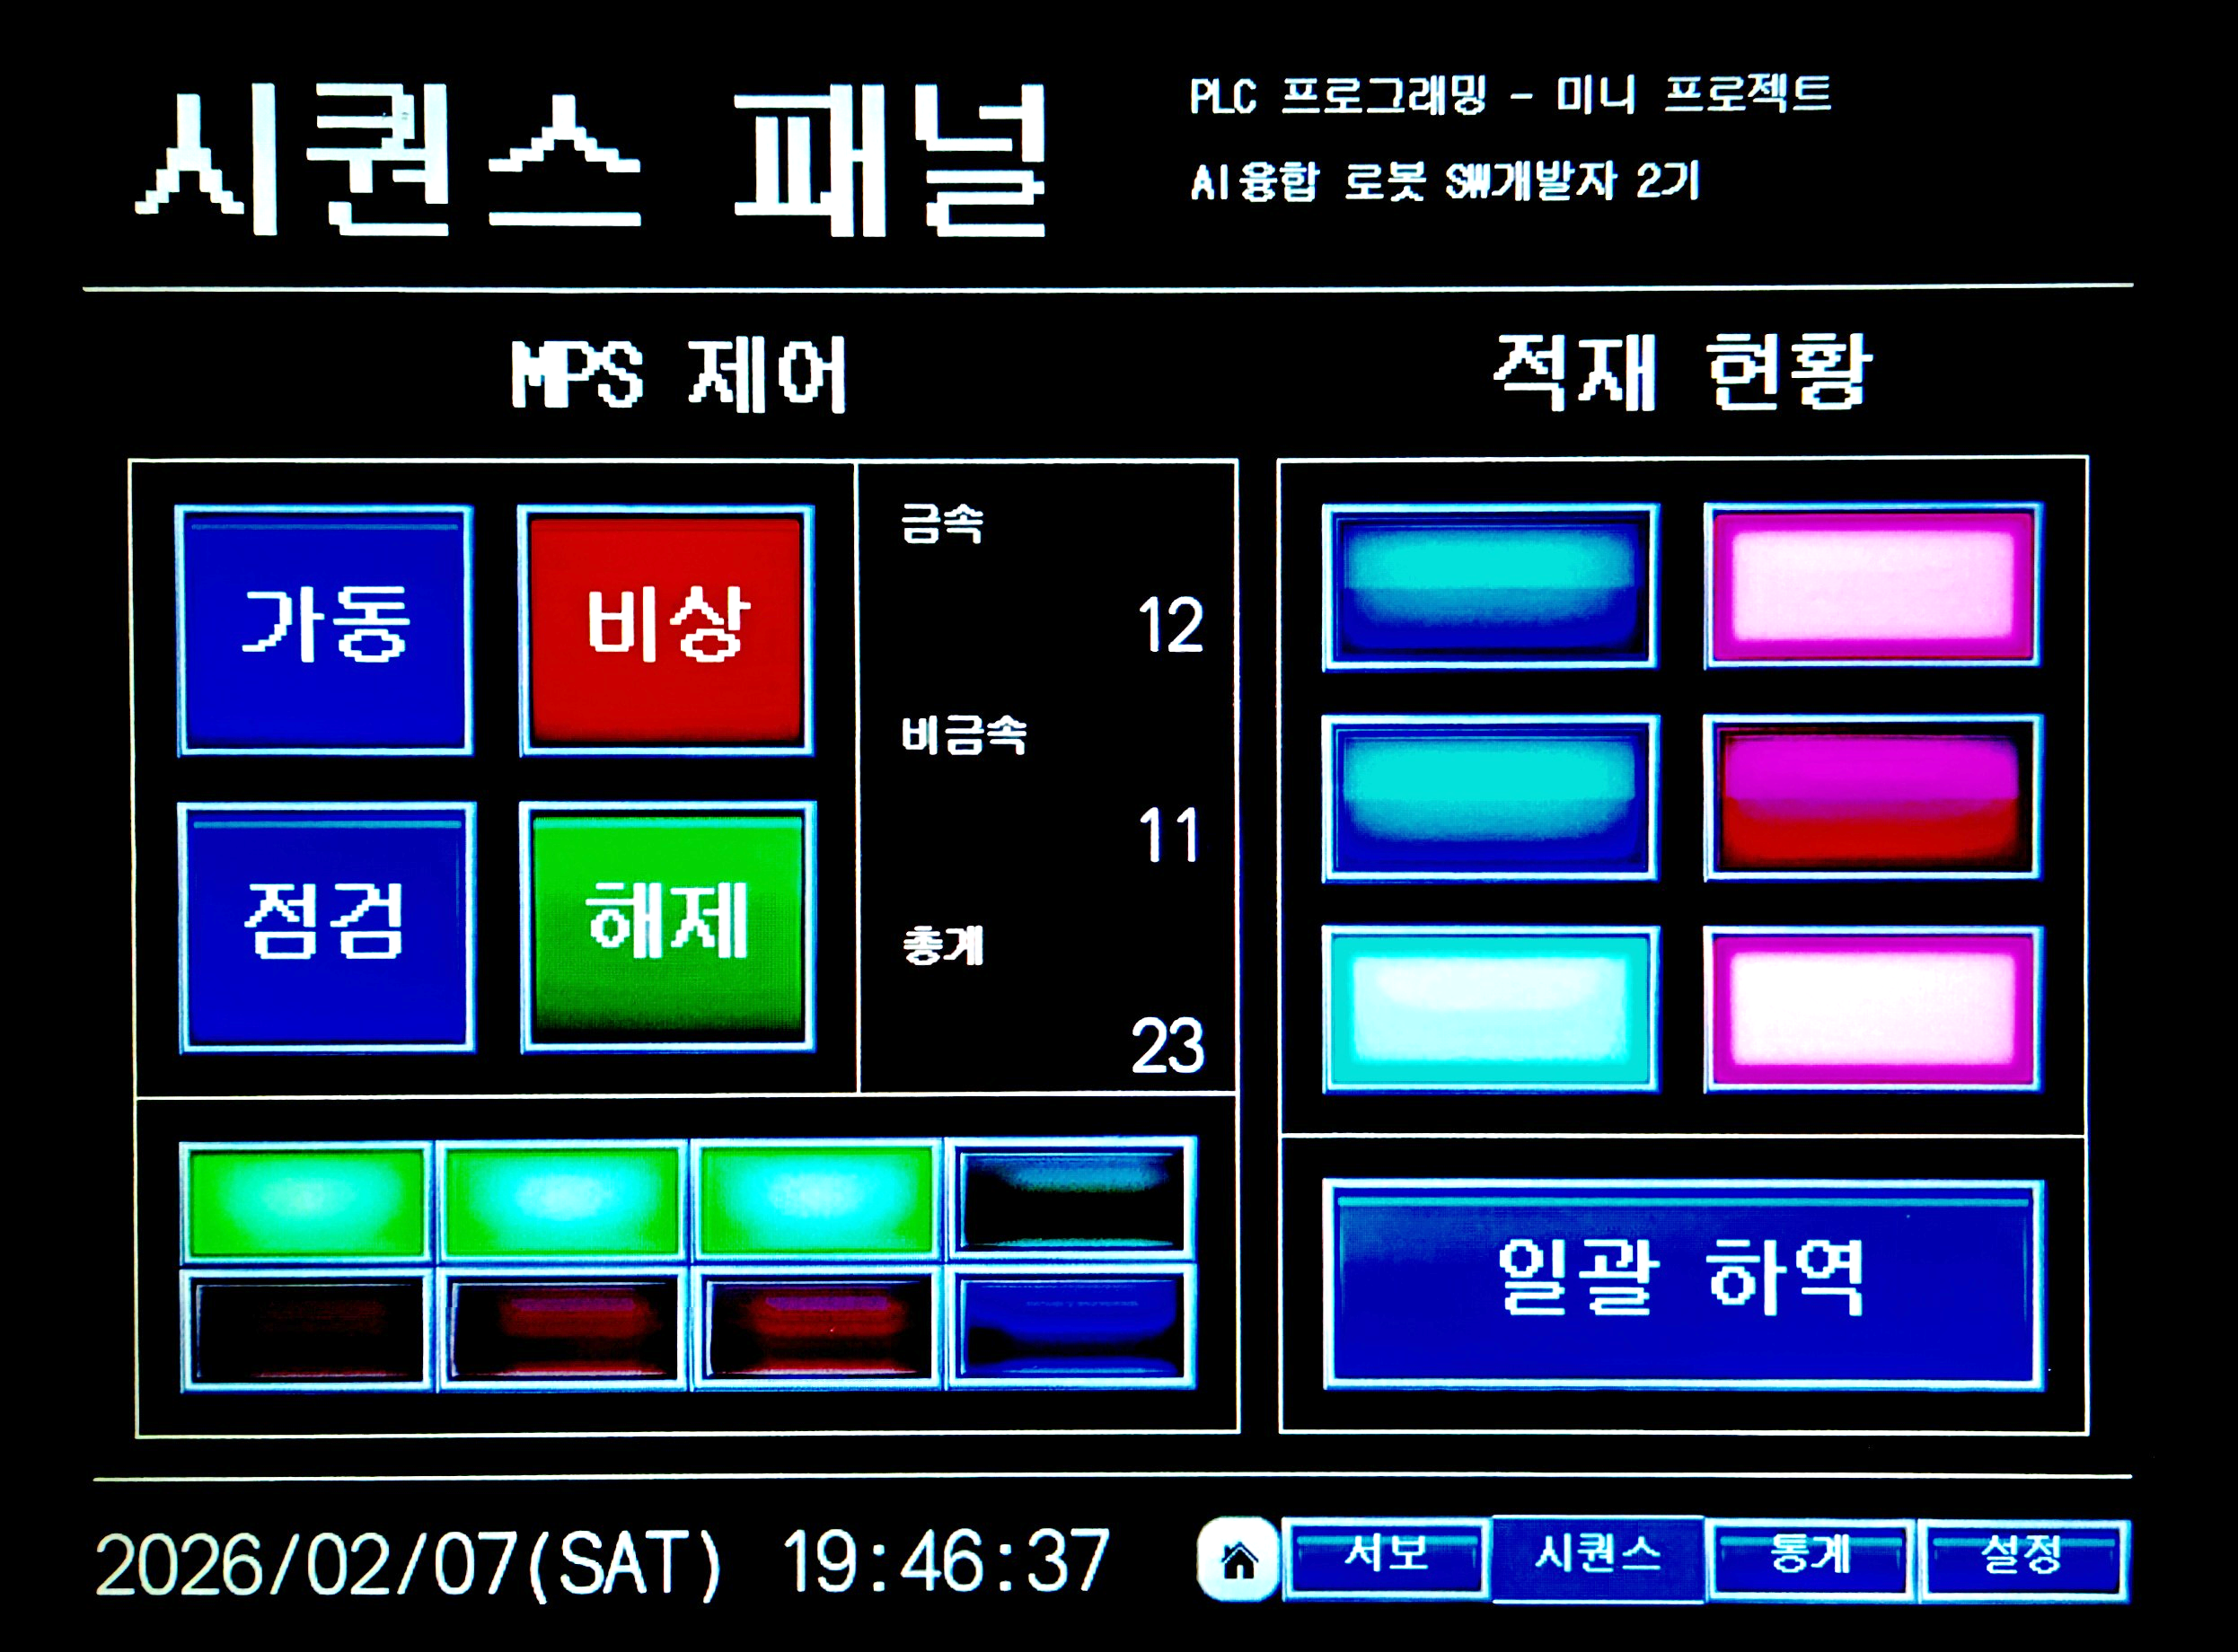 시퀀스 패널
PLC 프로그래밍 - 미니 프로젝트
AI융합 로봇 SW개발자 2기
MPS 제어
적재 현황
가동
비상
점검
해제
금속
12
비금속
11
총계
23
일괄 하역
2026/02/07(SAT) 19:46:37
서보
시퀀스
통계
설정